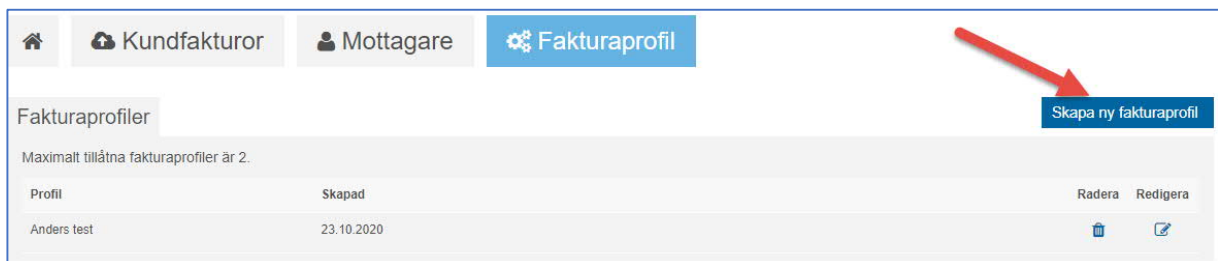 Kundfakturor Mottagare Fakturaprofil
Skapa ny fakturaprofil
Fakturaprofiler
Maximalt tillåtna fakturaprofiler är 2.
Profil Skapad Radera Redigera
Anders test 23.10.2020